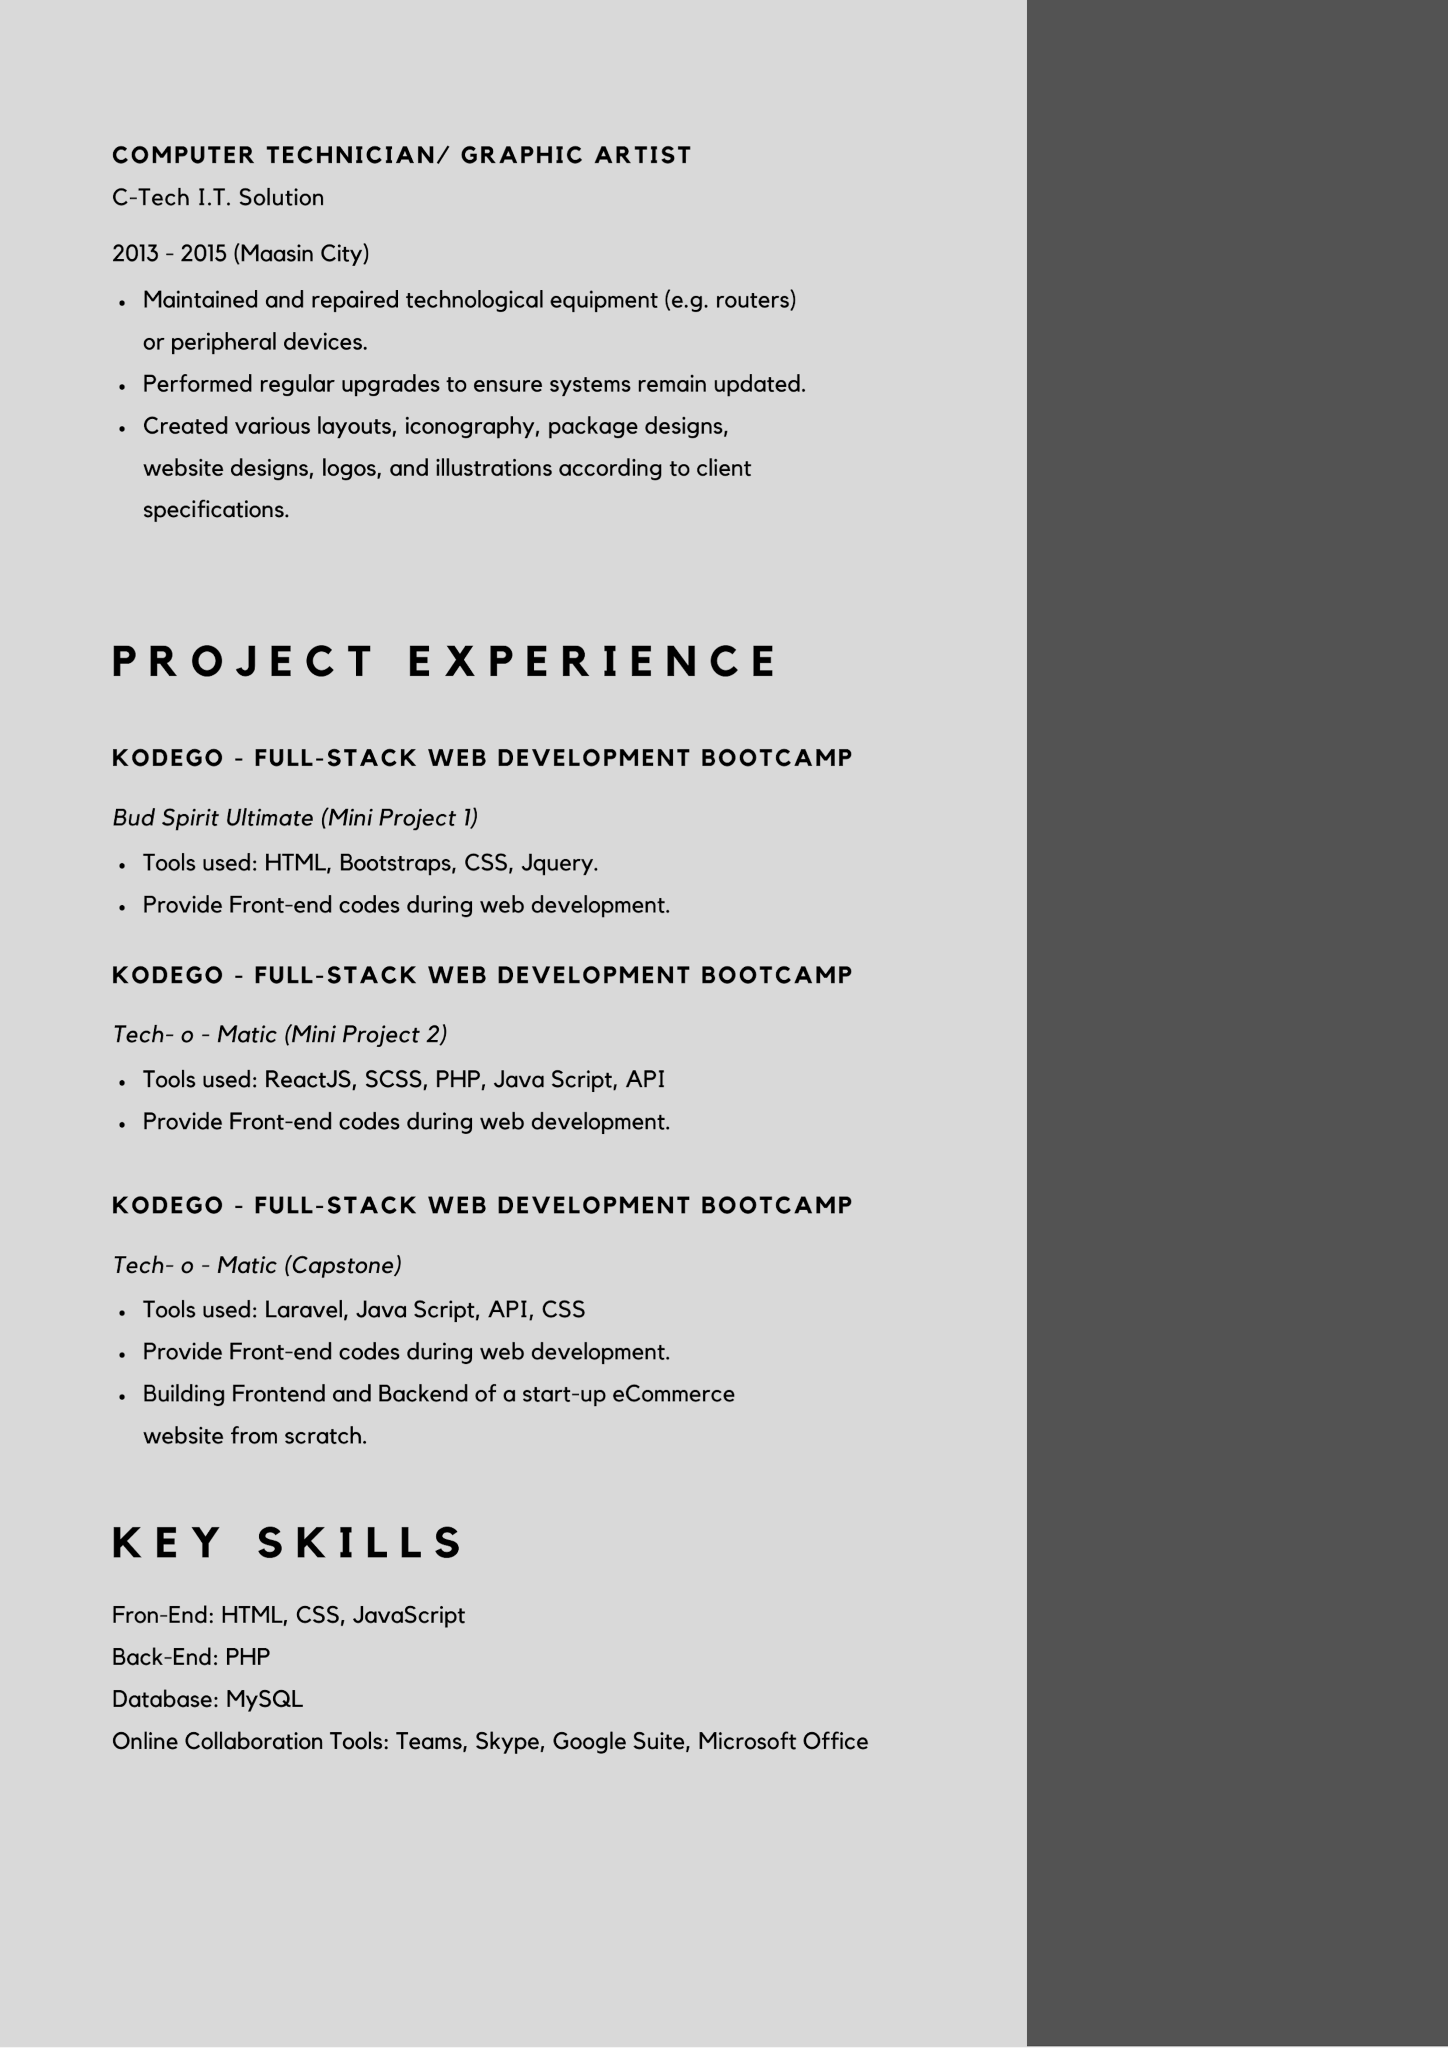 COMPUTER TECHNICIAN/ GRAPHIC ARTIST
C-Tech I.T. Solution
2013 - 2015 (Maasin City)
• Maintained and repaired technological equipment (e.g. routers)
or peripheral devices.
• Performed regular upgrades to ensure systems remain updated.
• Created various layouts, iconography, package designs,
website designs, logos, and illustrations according to client
specifications.
PROJECT EXPERIENCE
KODEGO - FULL-STACK WEB DEVELOPMENT BOOTCAMP
Bud Spirit Ultimate (Mini Project 1)
• Tools used: HTML, Bootstraps, CSS, Jquery.
• Provide Front-end codes during web development.
KODEGO - FULL-STACK WEB DEVELOPMENT BOOTCAMP
Tech- o - Matic (Mini Project 2)
• Tools used: ReactJS, SCSS, PHP, Java Script, API
• Provide Front-end codes during web development.
KODEGO - FULL-STACK WEB DEVELOPMENT BOOTCAMP
Tech- o - Matic (Capstone)
• Tools used: Laravel, Java Script, API, CSS
• Provide Front-end codes during web development.
• Building Frontend and Backend of a start-up eCommerce
website from scratch.
KEY SKILLS
Fron-End: HTML, CSS, JavaScript
Back-End: PHP
Database: MySQL
Online Collaboration Tools: Teams, Skype, Google Suite, Microsoft Office